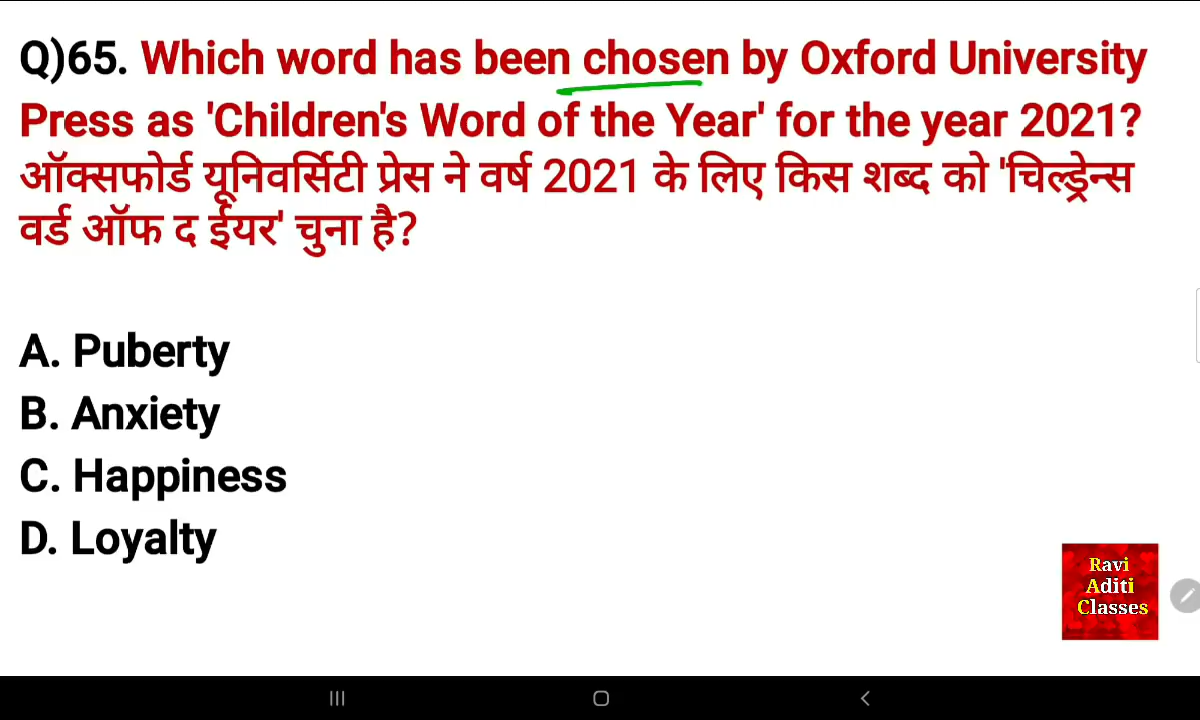 Q)65. Which word has been chosen by Oxford University
Press as 'Children's Word of the Year' for the year 2021?
ऑक्सफोर्ड यूनिवर्सिटी प्रेस ने वर्ष 2021 के लिए किस शब्द को 'चिल्ड्रेन्स
वर्ड ऑफ द ईयर' चुना है?
A. Puberty
B. Anxiety
C. Happiness
D. Loyalty
Ravi
Aditi
Classes